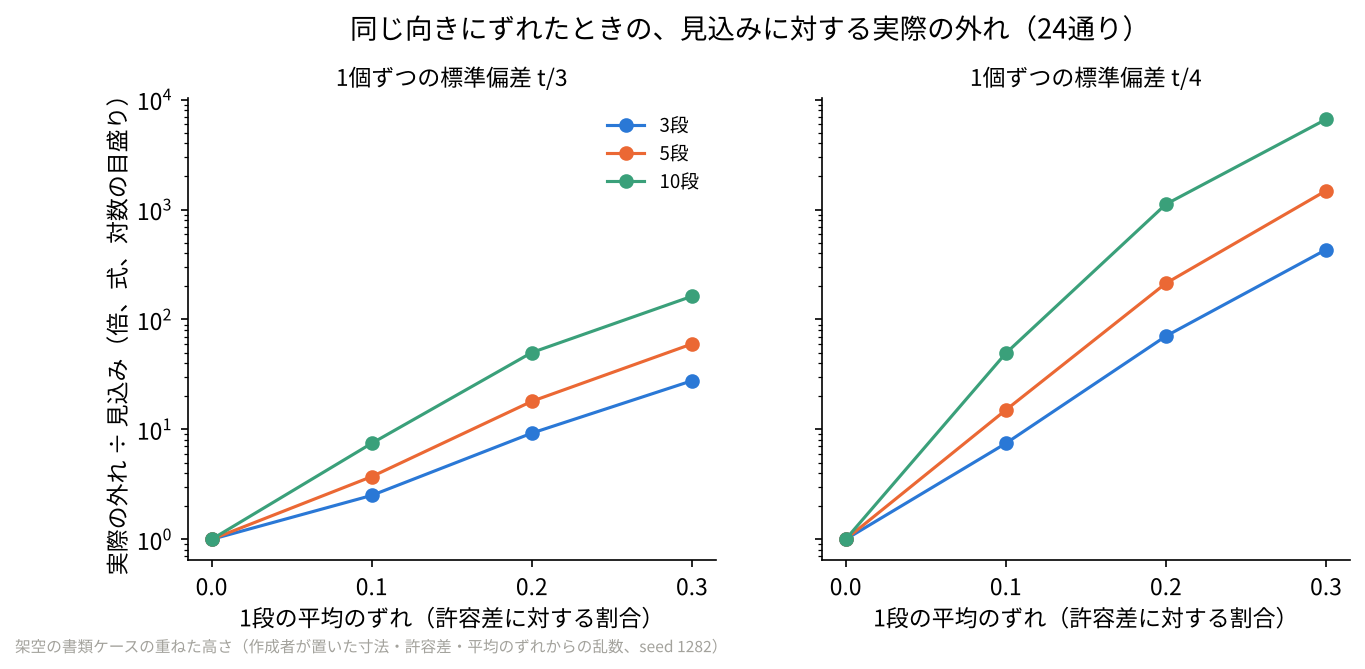 同じ向きにずれたときの、見込みに対する実際の外れ（24通り）
1個ずつの標準偏差 t/3
実際の外れ ÷ 見込み（倍、式、対数の目盛り）
10⁴
10³
10²
10¹
10⁰
3段
5段
10段
0.0 0.1 0.2 0.3
1段の平均のずれ（許容差に対する割合）
1個ずつの標準偏差 t/4
0.0 0.1 0.2 0.3
1段の平均のずれ（許容差に対する割合）
架空の書類ケースの重ねた高さ（作成者が置いた寸法・許容差・平均のずれからの乱数、seed 1282）